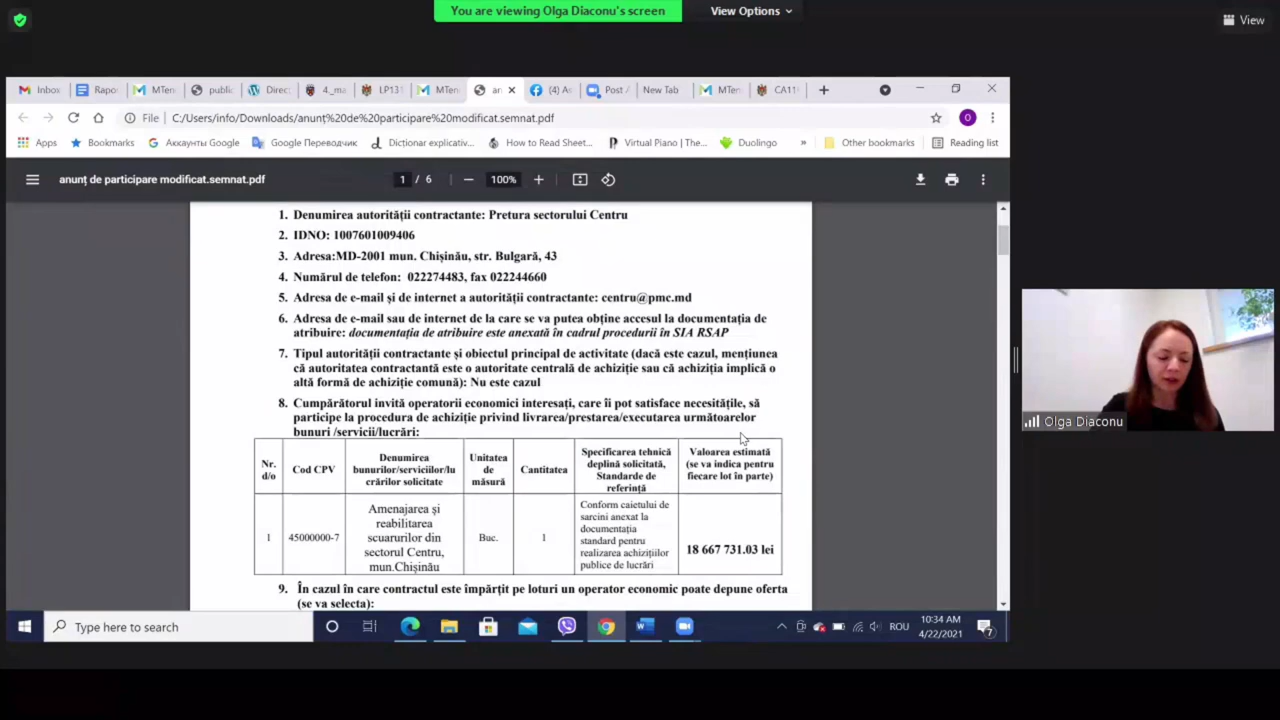 You are viewing Olga Diaconu's screen
View Options
View
Inbox
Rapo
MTen
public
Direct
4_ma
LP131
MTen
an
(4) As
Post /
New Tab
MTen
CA11
File
C:/Users/info/Downloads/anunț%20de%20participare%20modificat.semnat.pdf
O
Apps
Bookmarks
Аккаунты Google
Google Переводчик
Dicționar explicativ...
How to Read Sheet...
Virtual Piano | The...
Duolingo
»
Other bookmarks
Reading list
anunț de participare modificat.semnat.pdf
1 / 6
100%
1. Denumirea autorității contractante: Pretura sectorului Centru
2. IDNO: 1007601009406
3. Adresa:MD-2001 mun. Chișinău, str. Bulgară, 43
4. Numărul de telefon: 022274483, fax 022244660
5. Adresa de e-mail și de internet a autorității contractante: centru@pmc.md
6. Adresa de e-mail sau de internet de la care se va putea obține accesul la documentația de
atribuire: documentația de atribuire este anexată în cadrul procedurii în SIA RSAP
7. Tipul autorității contractante și obiectul principal de activitate (dacă este cazul, mențiunea
că autoritatea contractantă este o autoritate centrală de achiziție sau că achiziția implică o
altă formă de achiziție comună): Nu este cazul
8. Cumpărătorul invită operatorii economici interesați, care îi pot satisface necesitățile, să
participe la procedura de achiziție privind livrarea/prestarea/executarea următoarelor
bunuri /servicii/lucrări:
Nr.
d/o
Cod CPV
Denumirea
bunurilor/serviciilor/lu
crărilor solicitate
Unitatea
de
măsură
Cantitatea
Specificarea tehnică
deplină solicitată,
Standarde de
referință
Valoarea estimată
(se va indica pentru
fiecare lot în parte)
1
45000000-7
Amenajarea și
reabilitarea
scuarurilor din
sectorul Centru,
mun.Chișinău
Buc.
1
Conform caietului de
sarcini anexat la
documentația
standard pentru
realizarea achizițiilor
publice de lucrări
18 667 731.03 lei
9. În cazul în care contractul este împărțit pe loturi un operator economic poate depune oferta
(se va selecta):
Olga Diaconu
Type here to search
ROU
10:34 AM
4/22/2021
7